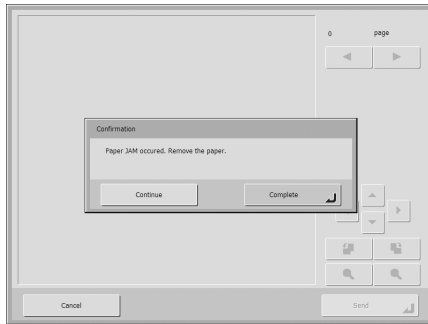 0 page
Confirmation
Paper JAM occured. Remove the paper.
Continue Complete
Cancel Send